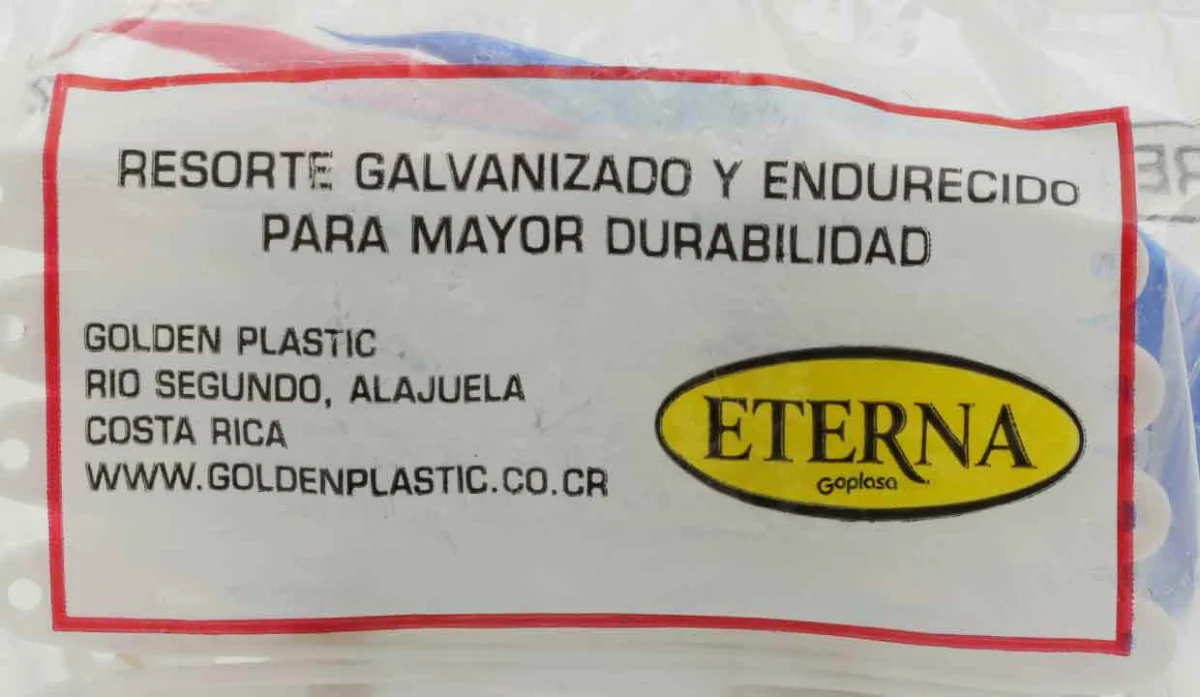 RESORTE GALVANIZADO Y ENDURECIDO
PARA MAYOR DURABILIDAD
GOLDEN PLASTIC
RIO SEGUNDO, ALAJUELA
COSTA RICA
WWW.GOLDENPLASTIC.CO.CR
ETERNA
Goplasa